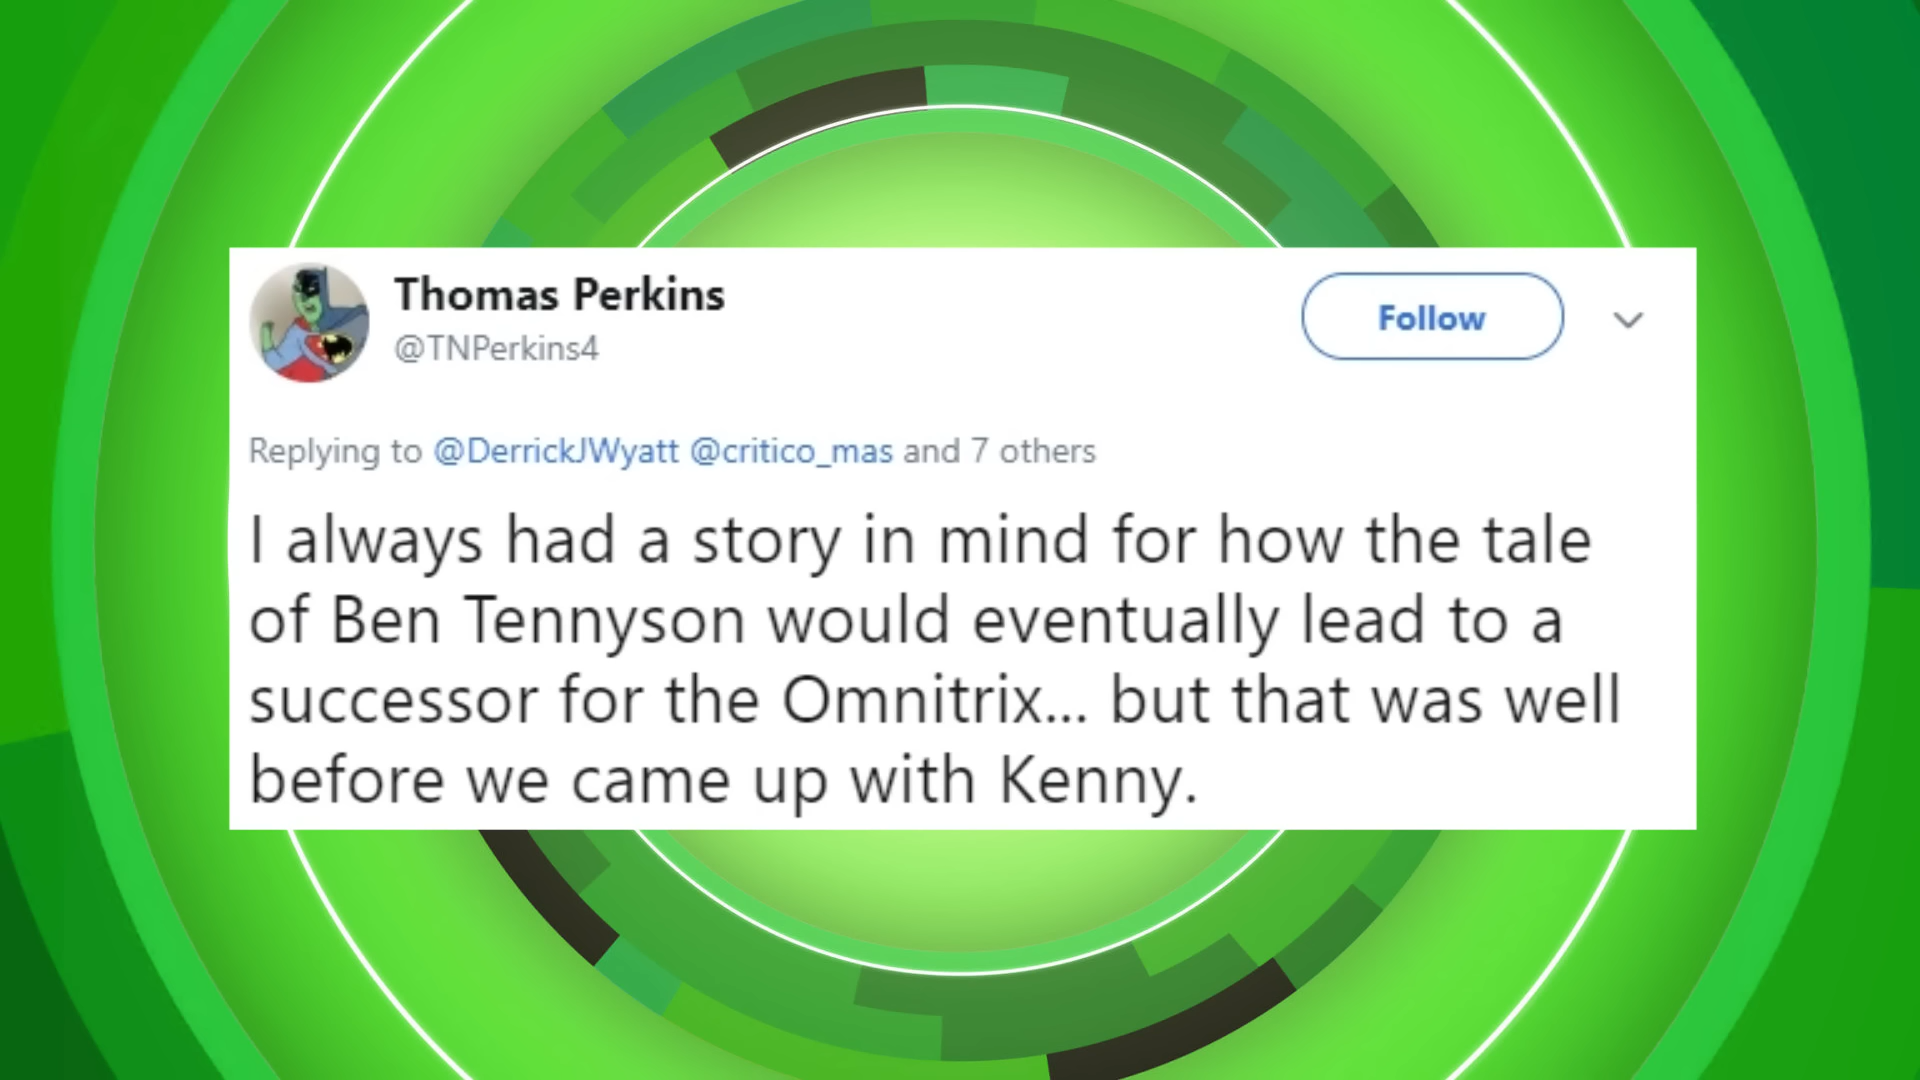 Thomas Perkins
@TNPerkins4
Follow
Replying to @DerrickJWyatt @critico_mas and 7 others
I always had a story in mind for how the tale
of Ben Tennyson would eventually lead to a
successor for the Omnitrix... but that was well
before we came up with Kenny.